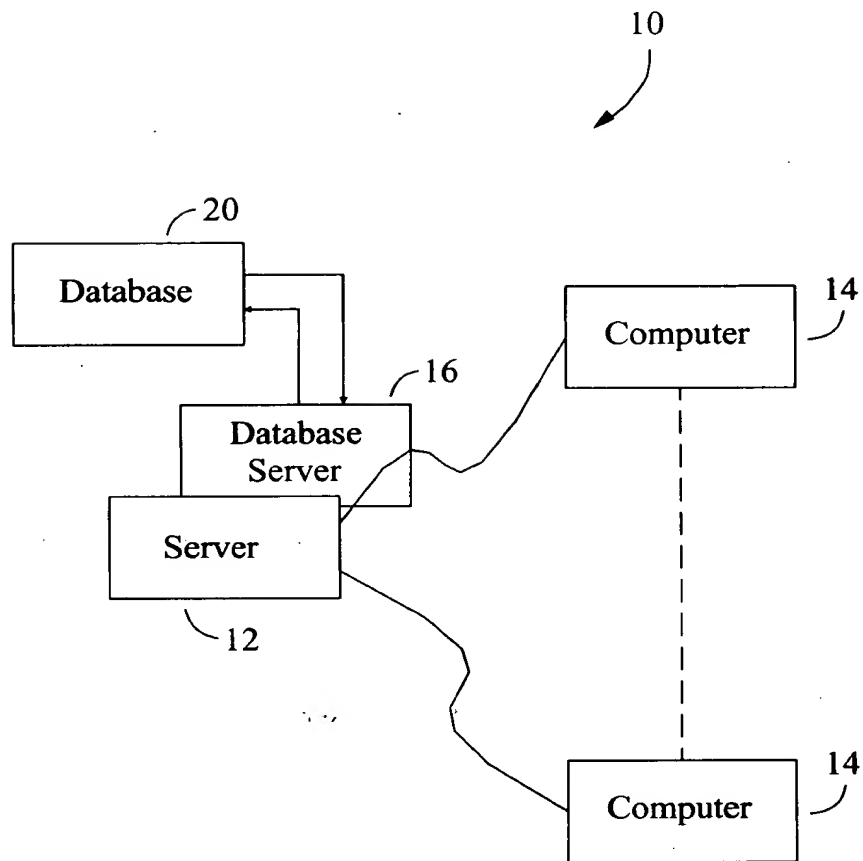 10
20
Database
14
Computer
16
Database
Server
Server
12
14
Computer